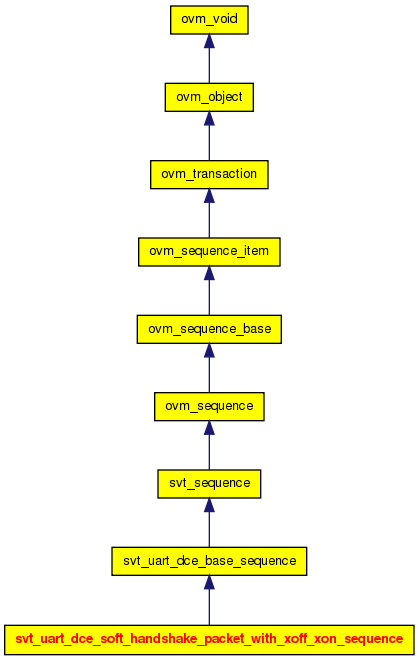 ovm_void
ovm_object
ovm_transaction
ovm_sequence_item
ovm_sequence_base
ovm_sequence
svt_sequence
svt_uart_dce_base_sequence
svt_uart_dce_soft_handshake_packet_with_xoff_xon_sequence